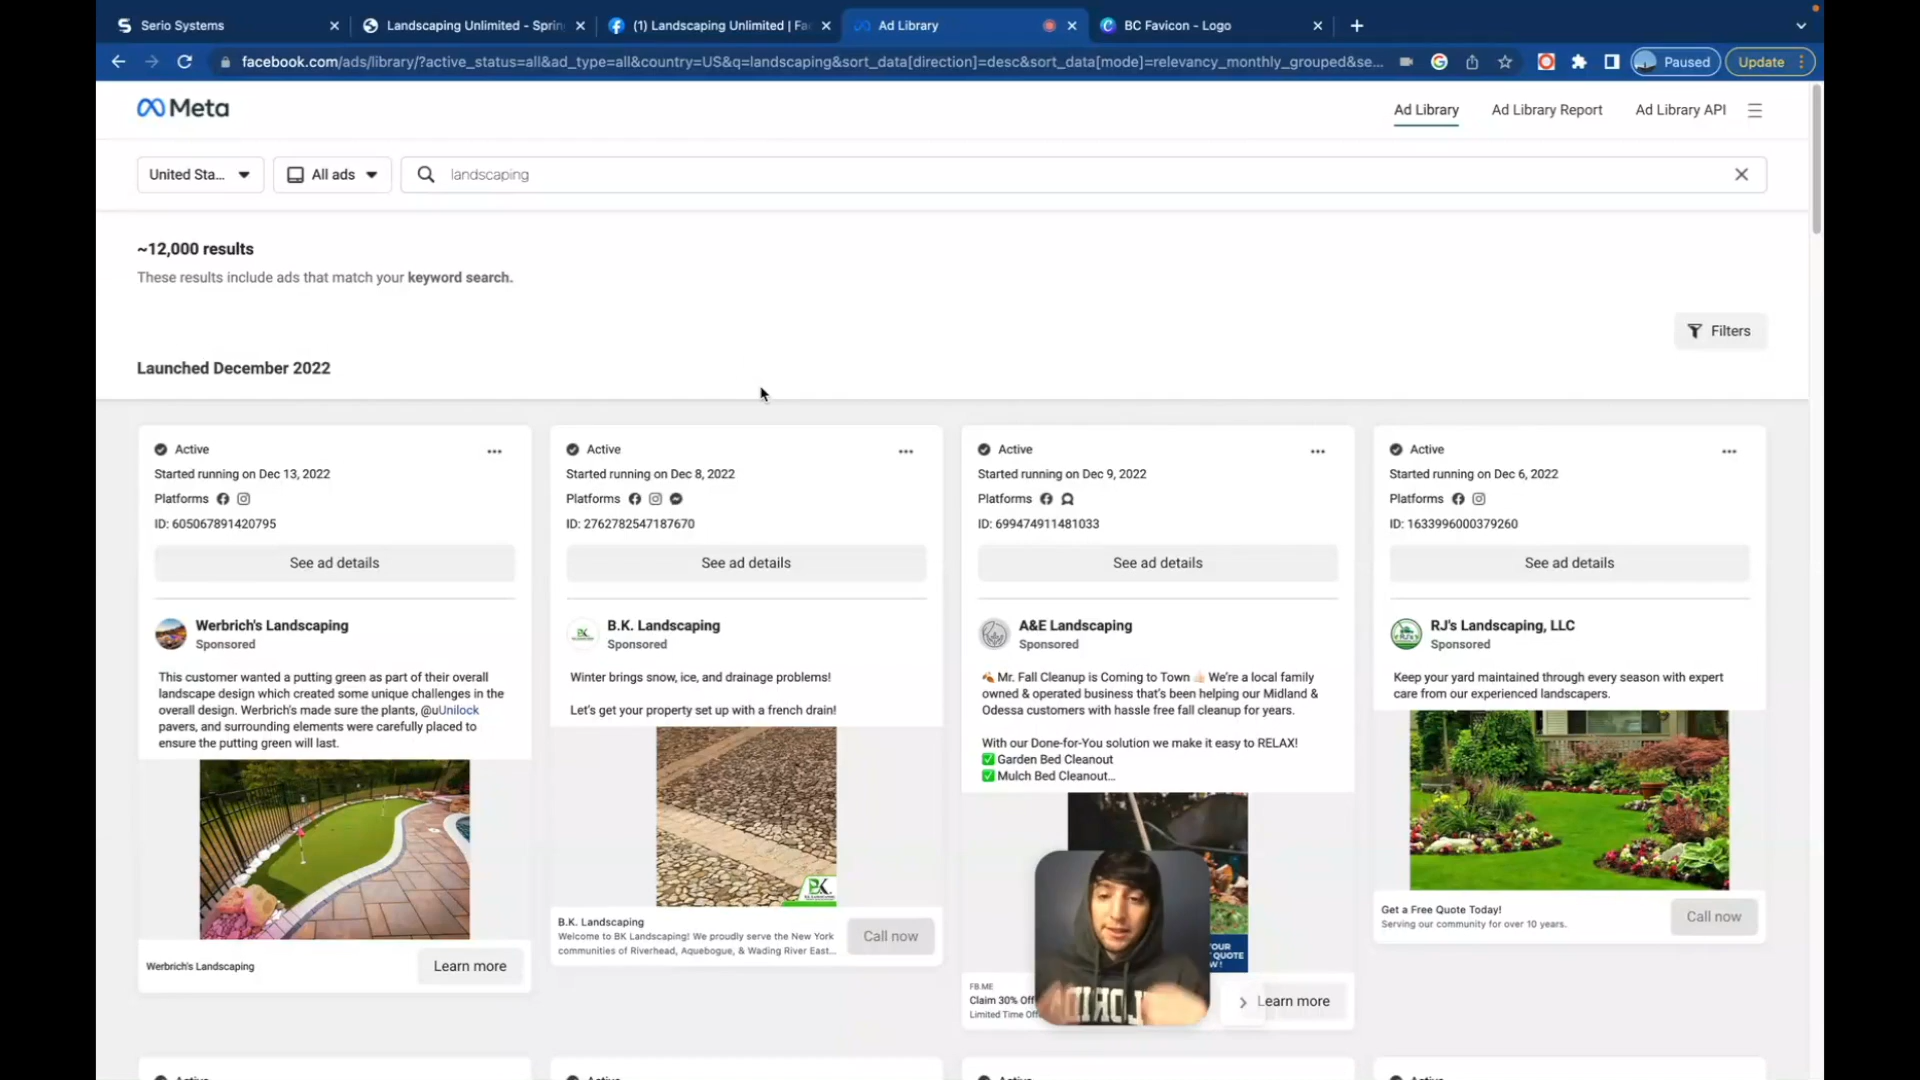 Serio Systems
Landscaping Unlimited - Sprin
(1) Landscaping Unlimited | Fa
Ad Library
BC Favicon - Logo
facebook.com/ads/library/?active_status=all&ad_type=all&country=US&q=landscaping&sort_data[direction]=desc&sort_data[mode]=relevancy_monthly_grouped&se...
Paused
Update
Meta
Ad Library
Ad Library Report
Ad Library API
United Sta...
All ads
landscaping
~12,000 results
These results include ads that match your keyword search.
Filters
Launched December 2022
Active
Started running on Dec 13, 2022
Platforms
ID: 605067891420795
See ad details
Werbrich's Landscaping
Sponsored
This customer wanted a putting green as part of their overall
landscape design which created some unique challenges in the
overall design. Werbrich's made sure the plants, @uUnilock
pavers, and surrounding elements were carefully placed to
ensure the putting green will last.
Werbrich's Landscaping
Learn more
Active
Started running on Dec 8, 2022
Platforms
ID: 2762782547187670
See ad details
B.K. Landscaping
Sponsored
Winter brings snow, ice, and drainage problems!
Let's get your property set up with a french drain!
BK
B.K. Landscaping
Welcome to BK Landscaping! We proudly serve the New York
communities of Riverhead, Aquebogue, & Wading River East...
Call now
Active
Started running on Dec 9, 2022
Platforms
ID: 699474911481033
See ad details
A&E Landscaping
Sponsored
🍂 Mr. Fall Cleanup is Coming to Town 👍🏻 We're a local family
owned & operated business that's been helping our Midland &
Odessa customers with hassle free fall cleanup for years.
With our Done-for-You solution we make it easy to RELAX!
✅ Garden Bed Cleanout
✅ Mulch Bed Cleanout...
OUR
QUOTE
W!
FB.ME
Claim 30% Off
Limited Time Off
Learn more
Active
Started running on Dec 6, 2022
Platforms
ID: 1633996000379260
See ad details
RJ's Landscaping, LLC
Sponsored
Keep your yard maintained through every season with expert
care from our experienced landscapers.
Get a Free Quote Today!
Serving our community for over 10 years.
Call now
Active
Active
Active
Active